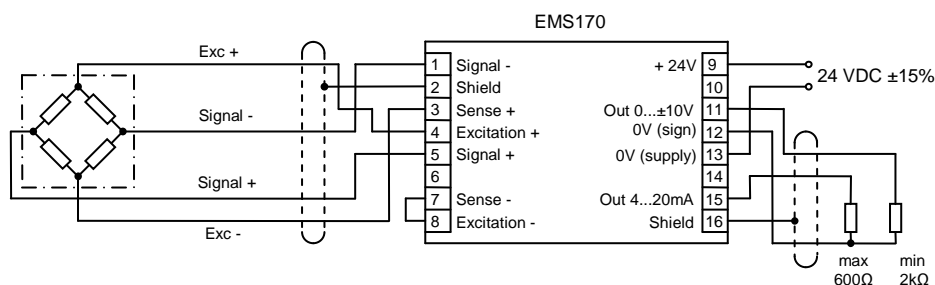 EMS170
Exc +
Signal -
Signal +
Exc -
1 Signal -
2 Shield
3 Sense +
4 Excitation +
5 Signal +
6
7 Sense -
8 Excitation -
+ 24V 9
10
Out 0...±10V 11
0V (sign) 12
0V (supply) 13
14
Out 4...20mA 15
Shield 16
24 VDC ±15%
max
600Ω
min
2kΩ